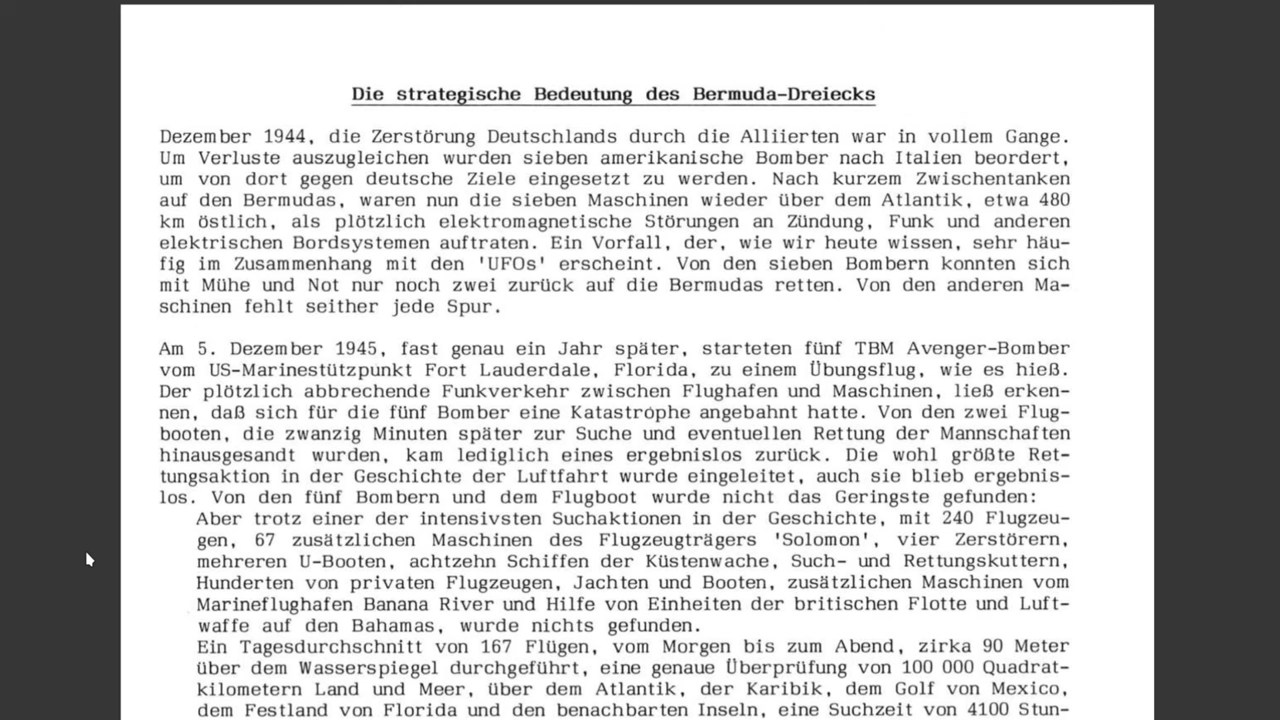 Die strategische Bedeutung des Bermuda-Dreiecks
Dezember 1944, die Zerstörung Deutschlands durch die Alliierten war in vollem Gange.
Um Verluste auszugleichen wurden sieben amerikanische Bomber nach Italien beordert,
um von dort gegen deutsche Ziele eingesetzt zu werden. Nach kurzem Zwischentanken
auf den Bermudas, waren nun die sieben Maschinen wieder über dem Atlantik, etwa 480
km östlich, als plötzlich elektromagnetische Störungen an Zündung, Funk und anderen
elektrischen Bordsystemen auftraten. Ein Vorfall, der, wie wir heute wissen, sehr häu-
fig im Zusammenhang mit den 'UFOs' erscheint. Von den sieben Bombern konnten sich
mit Mühe und Not nur noch zwei zurück auf die Bermudas retten. Von den anderen Ma-
schinen fehlt seither jede Spur.
Am 5. Dezember 1945, fast genau ein Jahr später, starteten fünf TBM Avenger-Bomber
vom US-Marinestützpunkt Fort Lauderdale, Florida, zu einem Übungsflug, wie es hieß.
Der plötzlich abbrechende Funkverkehr zwischen Flughafen und Maschinen, ließ erken-
nen, daß sich für die fünf Bomber eine Katastrophe angebahnt hatte. Von den zwei Flug-
booten, die zwanzig Minuten später zur Suche und eventuellen Rettung der Mannschaften
hinausgesandt wurden, kam lediglich eines ergebnislos zurück. Die wohl größte Ret-
tungsaktion in der Geschichte der Luftfahrt wurde eingeleitet, auch sie blieb ergebnis-
los. Von den fünf Bombern und dem Flugboot wurde nicht das Geringste gefunden:
Aber trotz einer der intensivsten Suchaktionen in der Geschichte, mit 240 Flugzeu-
gen, 67 zusätzlichen Maschinen des Flugzeugträgers 'Solomon', vier Zerstörern,
mehreren U-Booten, achtzehn Schiffen der Küstenwache, Such- und Rettungskuttern,
Hunderten von privaten Flugzeugen, Jachten und Booten, zusätzlichen Maschinen vom
Marineflughafen Banana River und Hilfe von Einheiten der britischen Flotte und Luft-
waffe auf den Bahamas, wurde nichts gefunden.
Ein Tagesdurchschnitt von 167 Flügen, vom Morgen bis zum Abend, zirka 90 Meter
über dem Wasserspiegel durchgeführt, eine genaue Überprüfung von 100 000 Quadrat-
kilometern Land und Meer, über dem Atlantik, der Karibik, dem Golf von Mexico,
dem Festland von Florida und den benachbarten Inseln, eine Suchzeit von 4100 Stun-